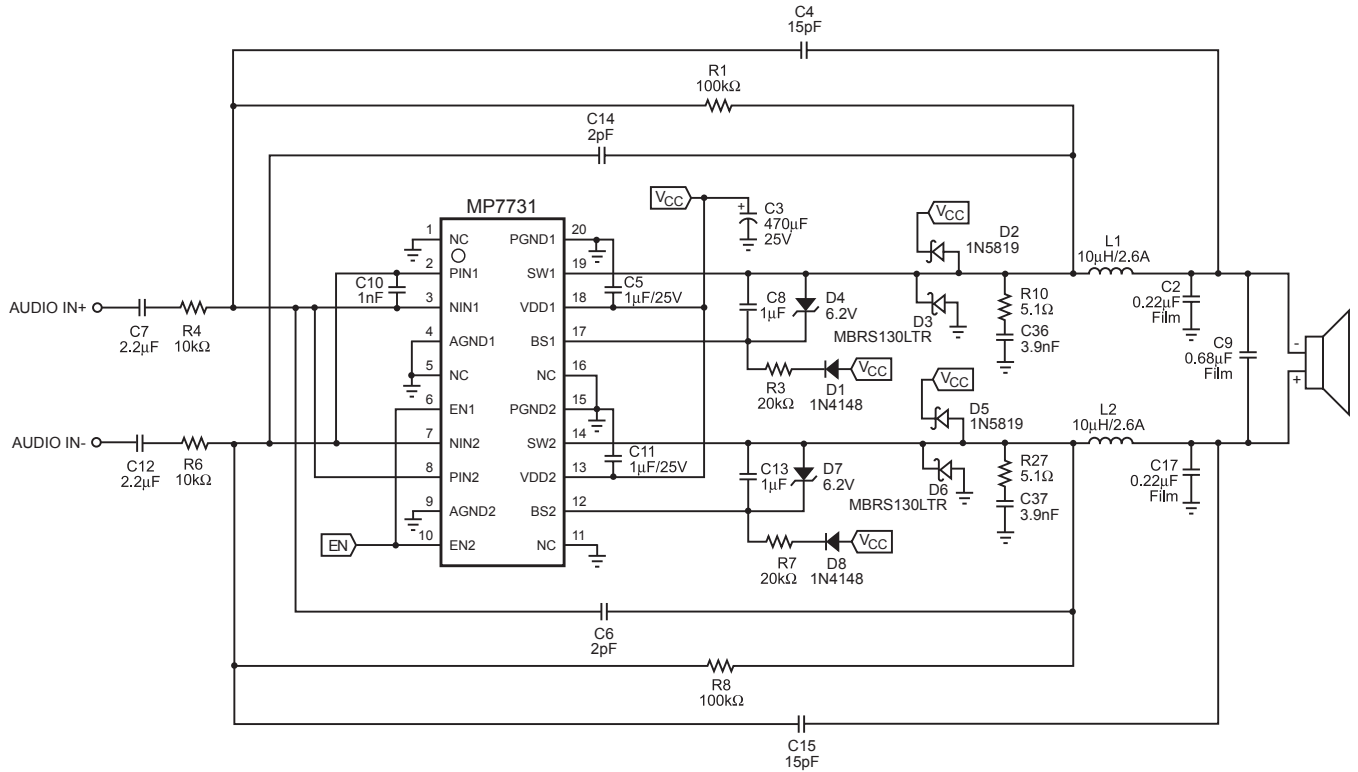 C4
15pF
R1
100kΩ
C14
2pF
MP7731
1
2
3
4
5
6
7
8
9
10
NC
PIN1
NIN1
AGND1
NC
EN1
NIN2
PIN2
AGND2
EN2
PGND1
SW1
VDD1
BS1
NC
PGND2
SW2
VDD2
BS2
NC
20
19
18
17
16
15
14
13
12
11
AUDIO IN+
C7
2.2µF
R4
10kΩ
AUDIO IN-
C12
2.2µF
R6
10kΩ
C10
1nF
EN
VCC
+
C3
470µF
25V
C5
1µF/25V
C8
1µF
D4
6.2V
VCC
D2
1N5819
D3
MBRS130LTR
R3
20kΩ
D1
1N4148
VCC
R10
5.1Ω
C36
3.9nF
L1
10µH/2.6A
C2
0.22µF
Film
C9
0.68µF
Film
-
+
C11
1µF/25V
C13
1µF
D7
6.2V
VCC
D5
1N5819
D6
MBRS130LTR
R7
20kΩ
D8
1N4148
VCC
R27
5.1Ω
C37
3.9nF
L2
10µH/2.6A
C17
0.22µF
Film
C6
2pF
R8
100kΩ
C15
15pF